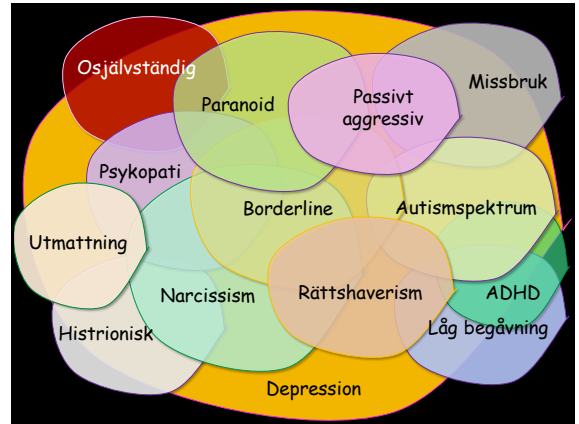 Osjälvständig
Missbruk
Paranoid
Passivt
aggressiv
Psykopati
Borderline
Autismspektrum
Utmattning
Narcissism
Rättshaverism
ADHD
Histrionisk
Låg begåvning
Depression